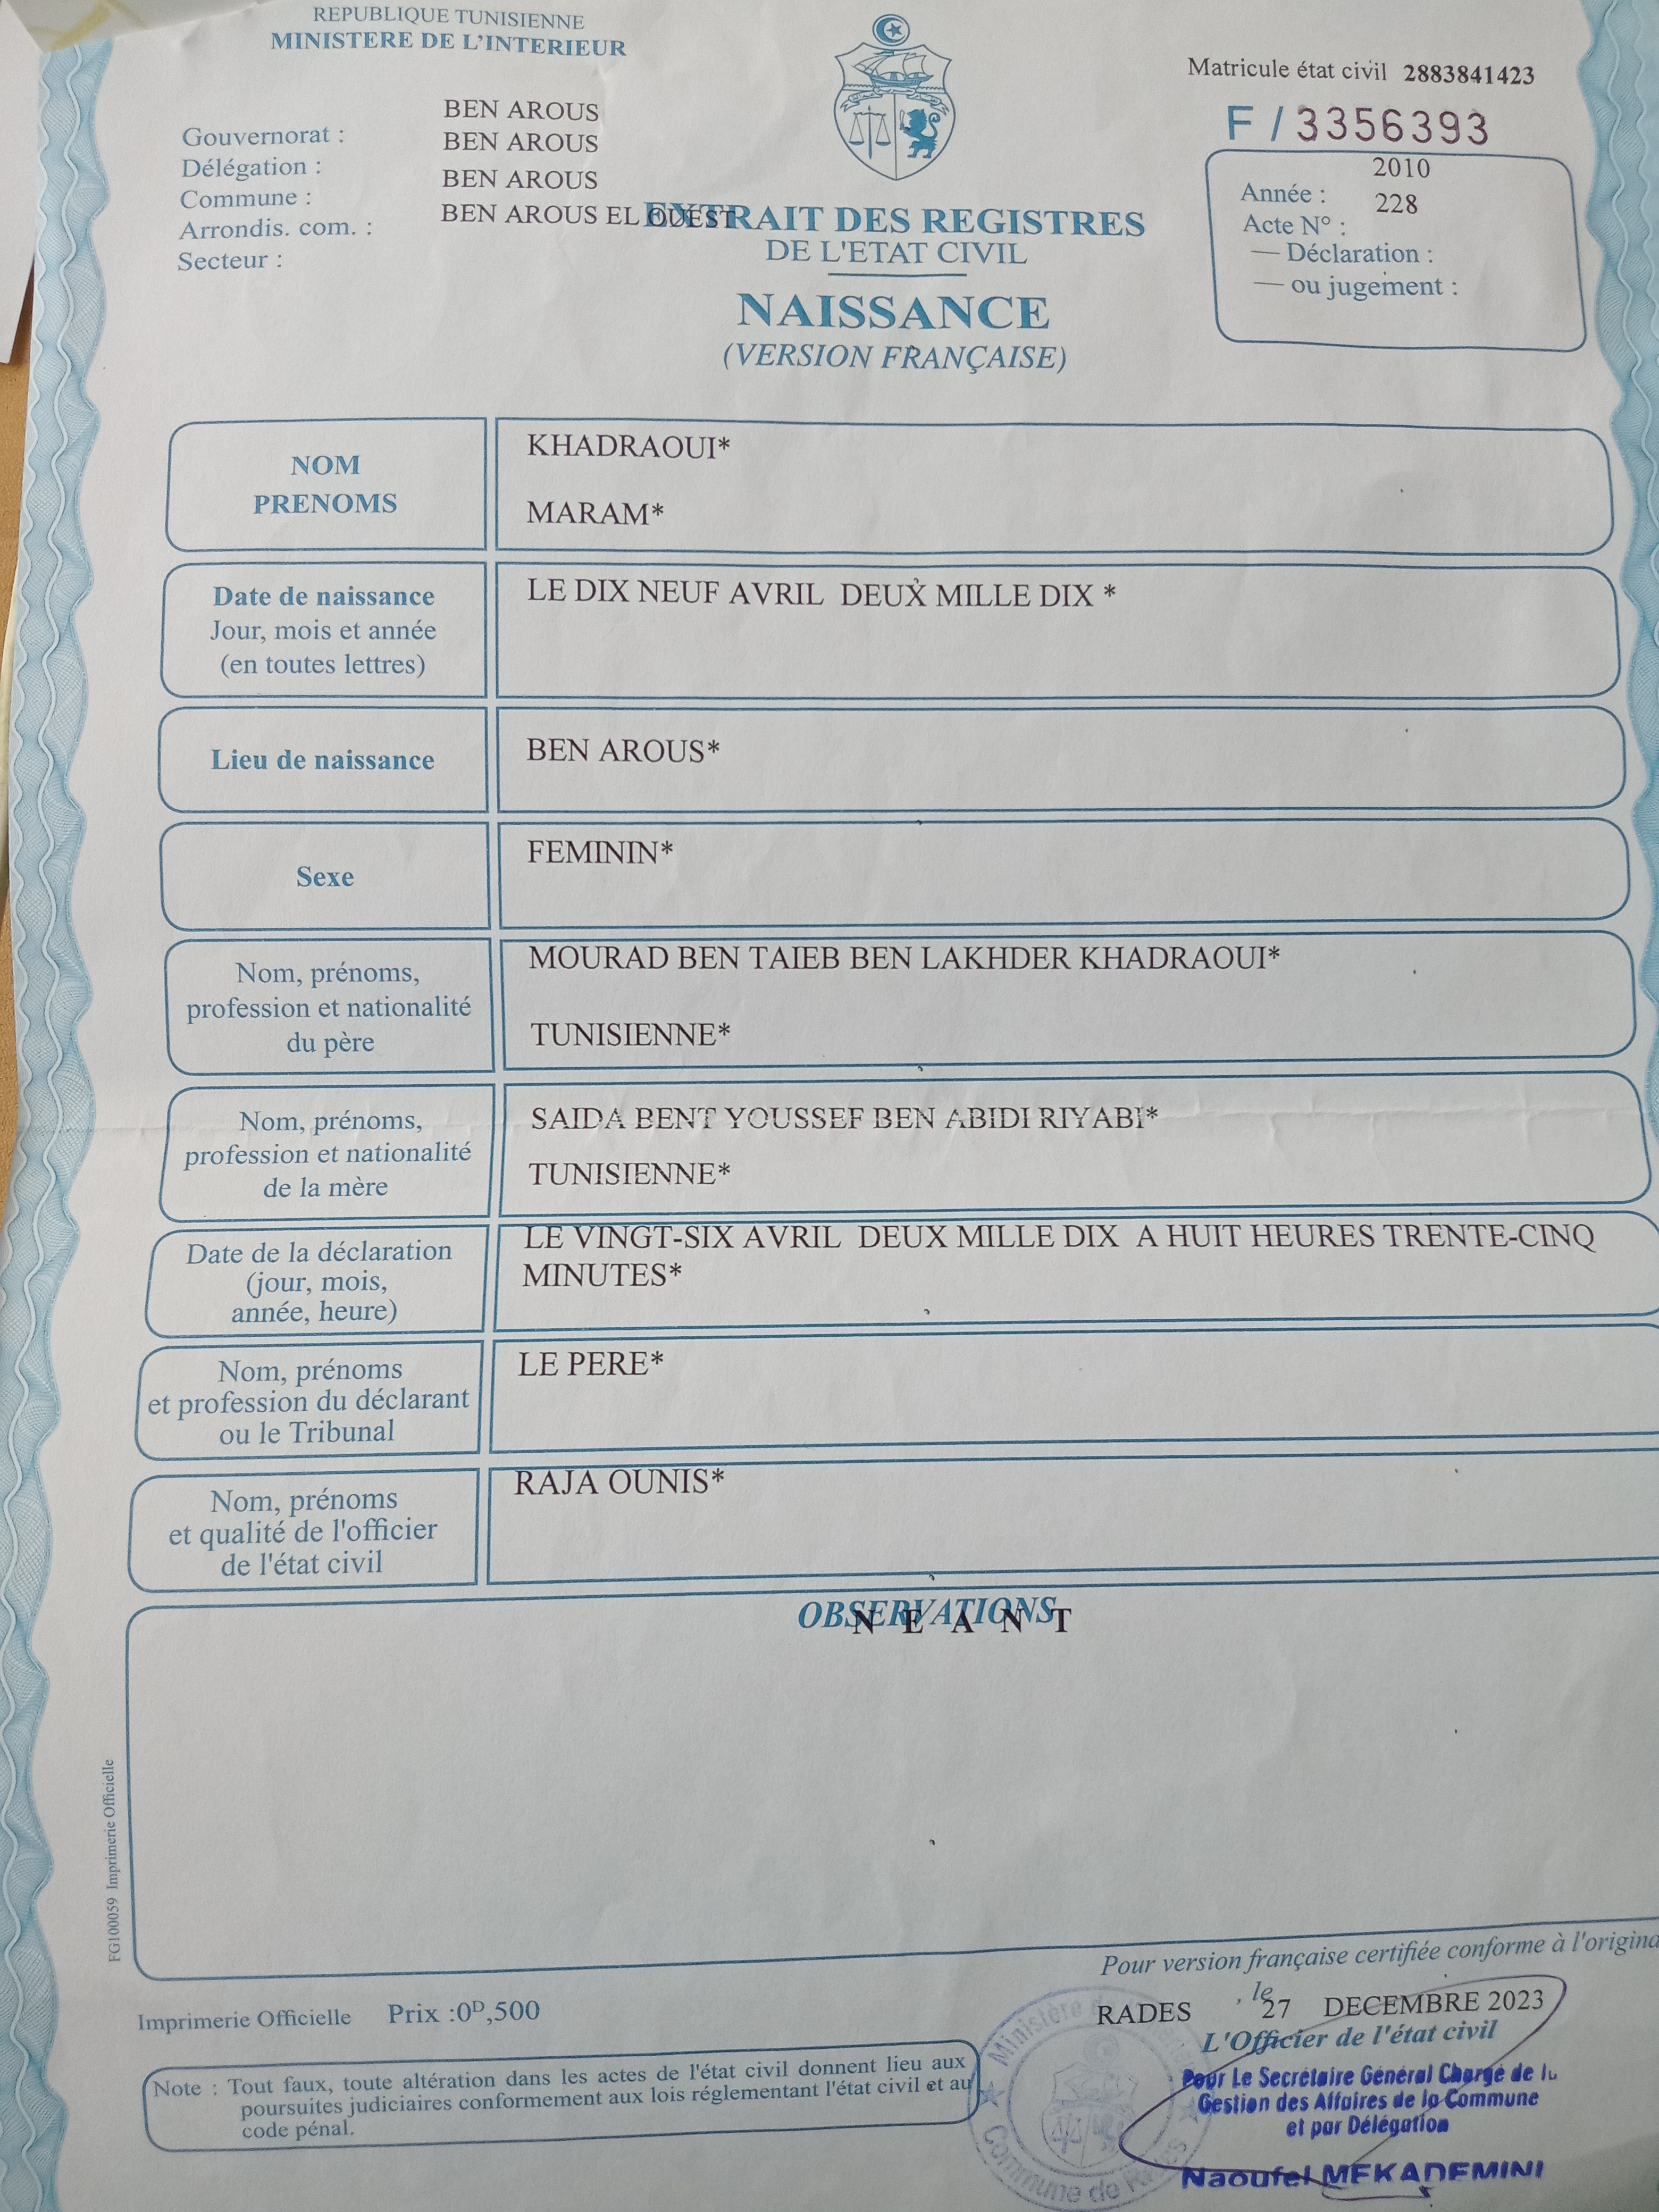 REPUBLIQUE TUNISIENNE
MINISTERE DE L'INTERIEUR
Matricule état civil 2883841423
F / 3356393
Gouvernorat : BEN AROUS
Délégation : BEN AROUS
Commune : BEN AROUS
Arrondis. com. : BEN AROUS EL OUEST
Secteur :
Année : 2010
Acte N° : 228
— Déclaration :
— ou jugement :
EXTRAIT DES REGISTRES
DE L'ETAT CIVIL
NAISSANCE
(VERSION FRANÇAISE)
NOM
PRENOMS
KHADRAOUI*
MARAM*
Date de naissance
Jour, mois et année
(en toutes lettres)
LE DIX NEUF AVRIL DEUX MILLE DIX *
Lieu de naissance
BEN AROUS*
Sexe
FEMININ*
Nom, prénoms,
profession et nationalité
du père
MOURAD BEN TAIEB BEN LAKHDER KHADRAOUI*
TUNISIENNE*
Nom, prénoms,
profession et nationalité
de la mère
SAIDA BENT YOUSSEF BEN ABIDI RIYABI*
TUNISIENNE*
Date de la déclaration
(jour, mois,
année, heure)
LE VINGT-SIX AVRIL DEUX MILLE DIX A HUIT HEURES TRENTE-CINQ
MINUTES*
Nom, prénoms
et profession du déclarant
ou le Tribunal
LE PERE*
Nom, prénoms
et qualité de l'officier
de l'état civil
RAJA OUNIS*
OBSERVATIONS
N E A N T
FG100059 Imprimerie Officielle
Pour version française certifiée conforme à l'origina
RADES , le 27 DECEMBRE 2023
L'Officier de l'état civil
Imprimerie Officielle Prix :0D,500
Note : Tout faux, toute altération dans les actes de l'état civil donnent lieu aux
poursuites judiciaires conformement aux lois réglementant l'état civil et au
code pénal.
Pour Le Secrétaire Général Chargé de la
Gestion des Affaires de la Commune
et par Délégation
Naoufel MEKADEMINI
Ministère
Commune de